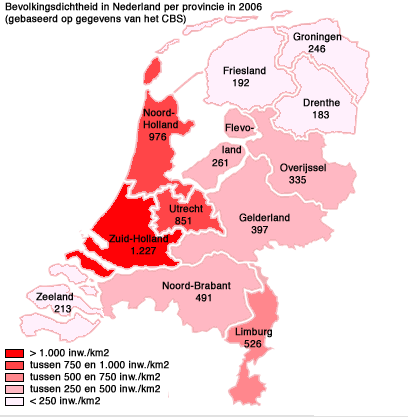 Bevolkingsdichtheid in Nederland per provincie in 2006
(gebaseerd op gegevens van het CBS)
Groningen
246
Friesland
192
Drenthe
183
Noord-
Holland
976
Flevo-
land
261
Overijssel
335
Utrecht
851
Gelderland
397
Zuid-Holland
1.227
Noord-Brabant
491
Zeeland
213
Limburg
526
> 1.000 inw./km2
tussen 750 en 1.000 inw./km2
tussen 500 en 750 inw./km2
tussen 250 en 500 inw./km2
< 250 inw./km2